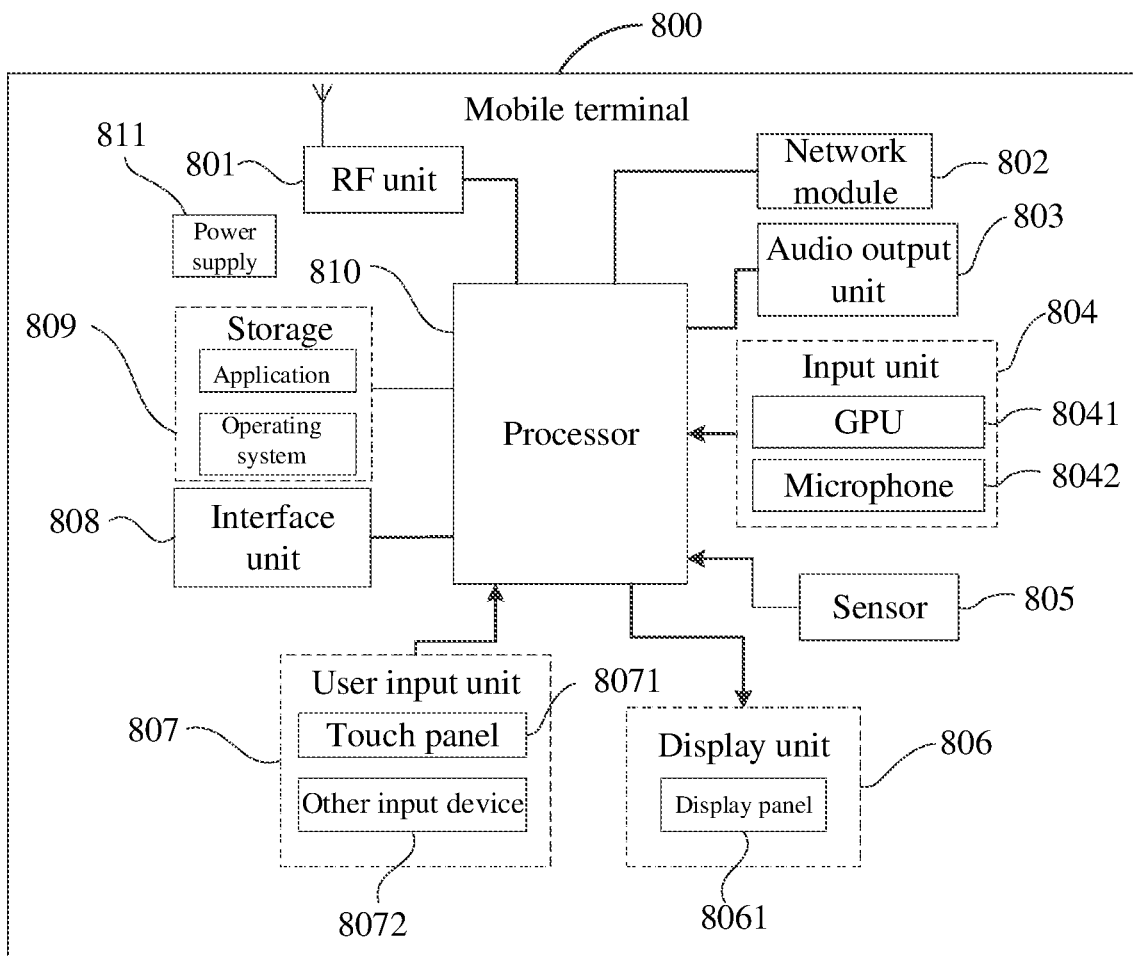 800
Mobile terminal
811
801
RF unit
Network
module
802
Power
supply
803
Audio output
unit
810
809
Storage
Application
Operating
system
Processor
804
Input unit
GPU
8041
Microphone
8042
808
Interface
unit
Sensor
805
User input unit
8071
807
Touch panel
Other input device
8072
Display unit
806
Display panel
8061